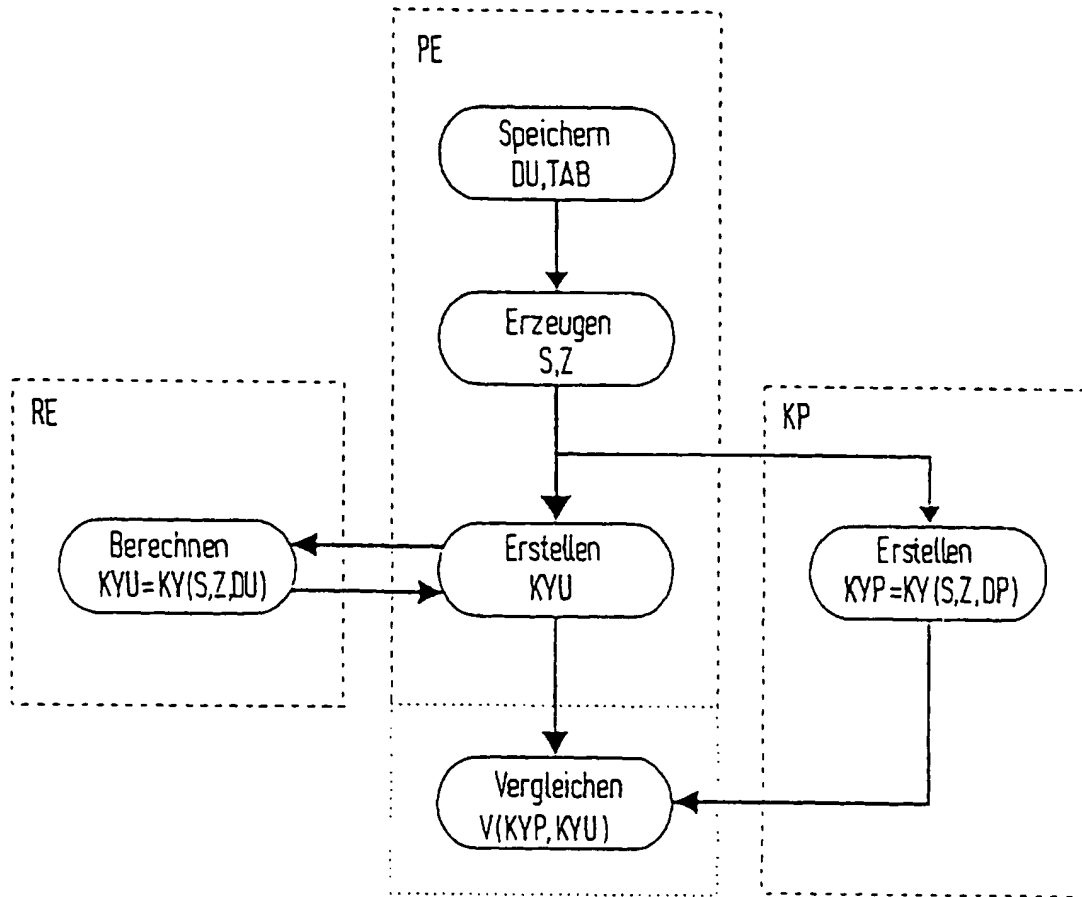 PE
Speichern
DU,TAB
Erzeugen
S,Z
RE
KP
Berechnen
KYU=KY(S,Z,DU)
Erstellen
KYU
Erstellen
KYP=KY(S,Z,DP)
Vergleichen
V(KYP,KYU)